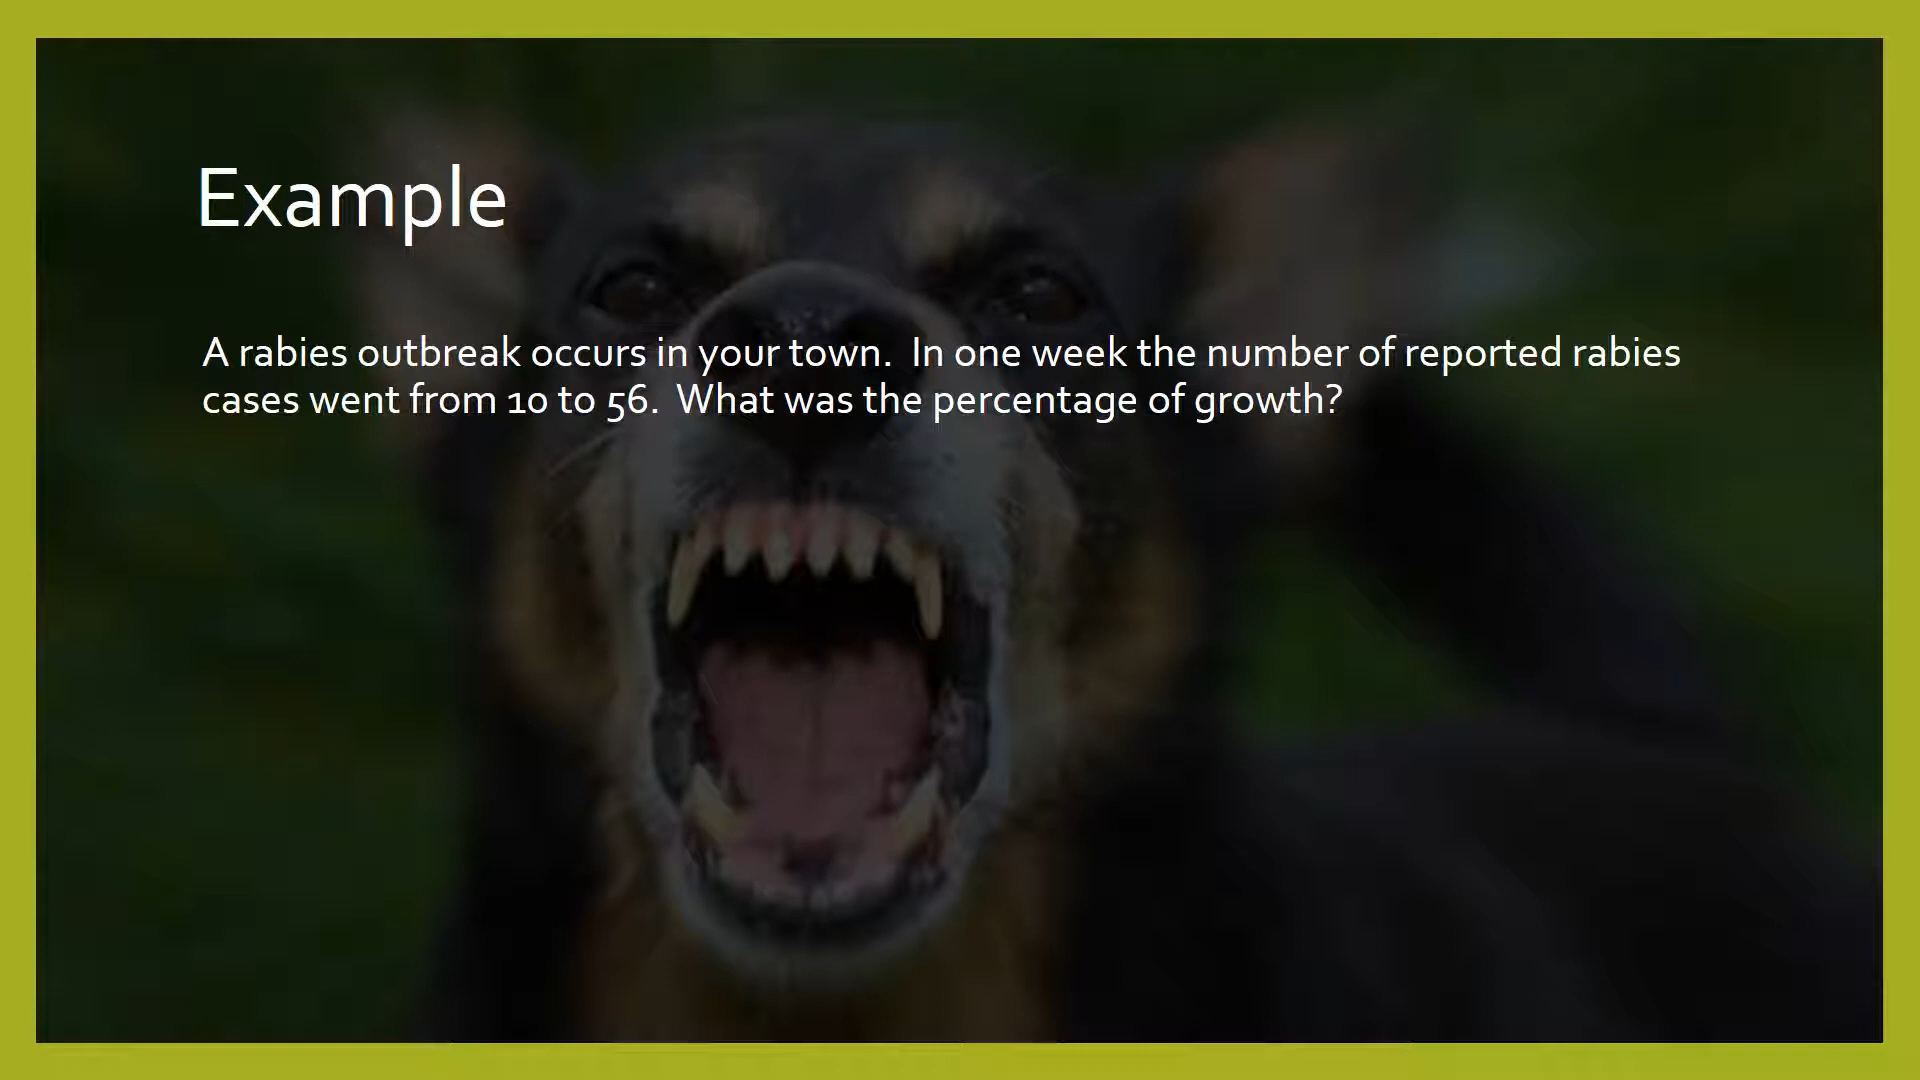 Example
A rabies outbreak occurs in your town.  In one week the number of reported rabies
cases went from 10 to 56.  What was the percentage of growth?